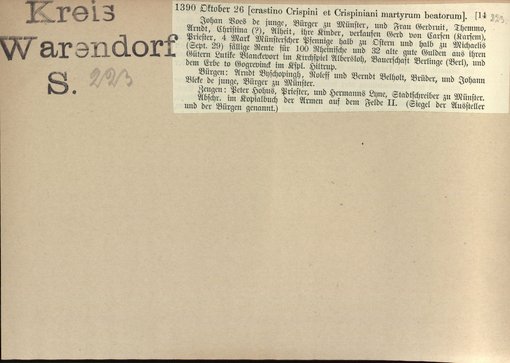 Kreis
Warendorf
S. 223
1390 Oktober 26 [crastino Crispini et Crispiniani martyrum beatorum]. [14
223.
Johan Voes de junge, Bürger zu Münster, und Frau Gerdruit, Themmo,
Arndt, Christina (?), Alheit, ihre Kinder, verkaufen Gerd von Carsen (Karsem),
Priester, 4 Mark Münsterscher Pfennige halb zu Ostern und halb zu Michaelis
(Sept. 29) fällige Rente für 100 Rheinische und 32 alte gute Gulden aus ihren
Gütern Lutike Blanckevort im Kirchspiel Albersloh, Bauerschaft Berlinge (Berl), und
dem Erbe to Gogrevinck im Kspl. Hiltrup.
Bürgen: Arndt Byschopingh, Roleff und Berndt Belholt, Brüder, und Johann
Bleke de junge, Bürger zu Münster.
Zeugen: Peter Hohus, Priester, und Hermanns Lyne, Stadtschreiber zu Münster.
Abschr. im Kopialbuch der Armen auf dem Felde II. (Siegel der Aussteller
und der Bürgen genannt.)